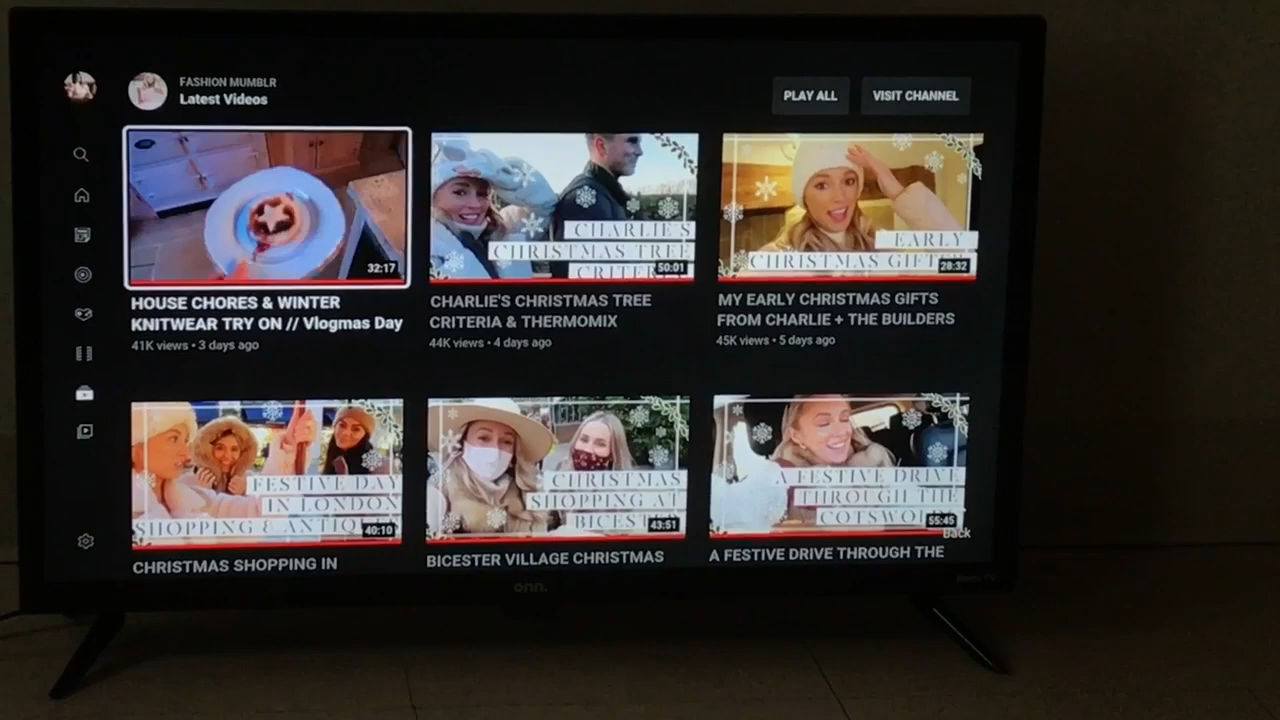 FASHION MUMBLR
Latest Videos
PLAY ALL
VISIT CHANNEL
32:17
CHARLIE'S
CHRISTMAS TREE
50:01
EARLY
28:32
HOUSE CHORES & WINTER
KNITWEAR TRY ON // Vlogmas Day
41K views • 3 days ago
CHARLIE'S CHRISTMAS TREE
CRITERIA & THERMOMIX
44K views • 4 days ago
MY EARLY CHRISTMAS GIFTS
FROM CHARLIE + THE BUILDERS
45K views • 5 days ago
FESTIVE DAY
IN LONDON
SHOPPING &
40:10
CHRISTMAS
SHOPPING AT
43:51
A FESTIVE DRIVE
THROUGH THE
55:45
Back
CHRISTMAS SHOPPING IN
BICESTER VILLAGE CHRISTMAS
A FESTIVE DRIVE THROUGH THE
onn.
Roku TV